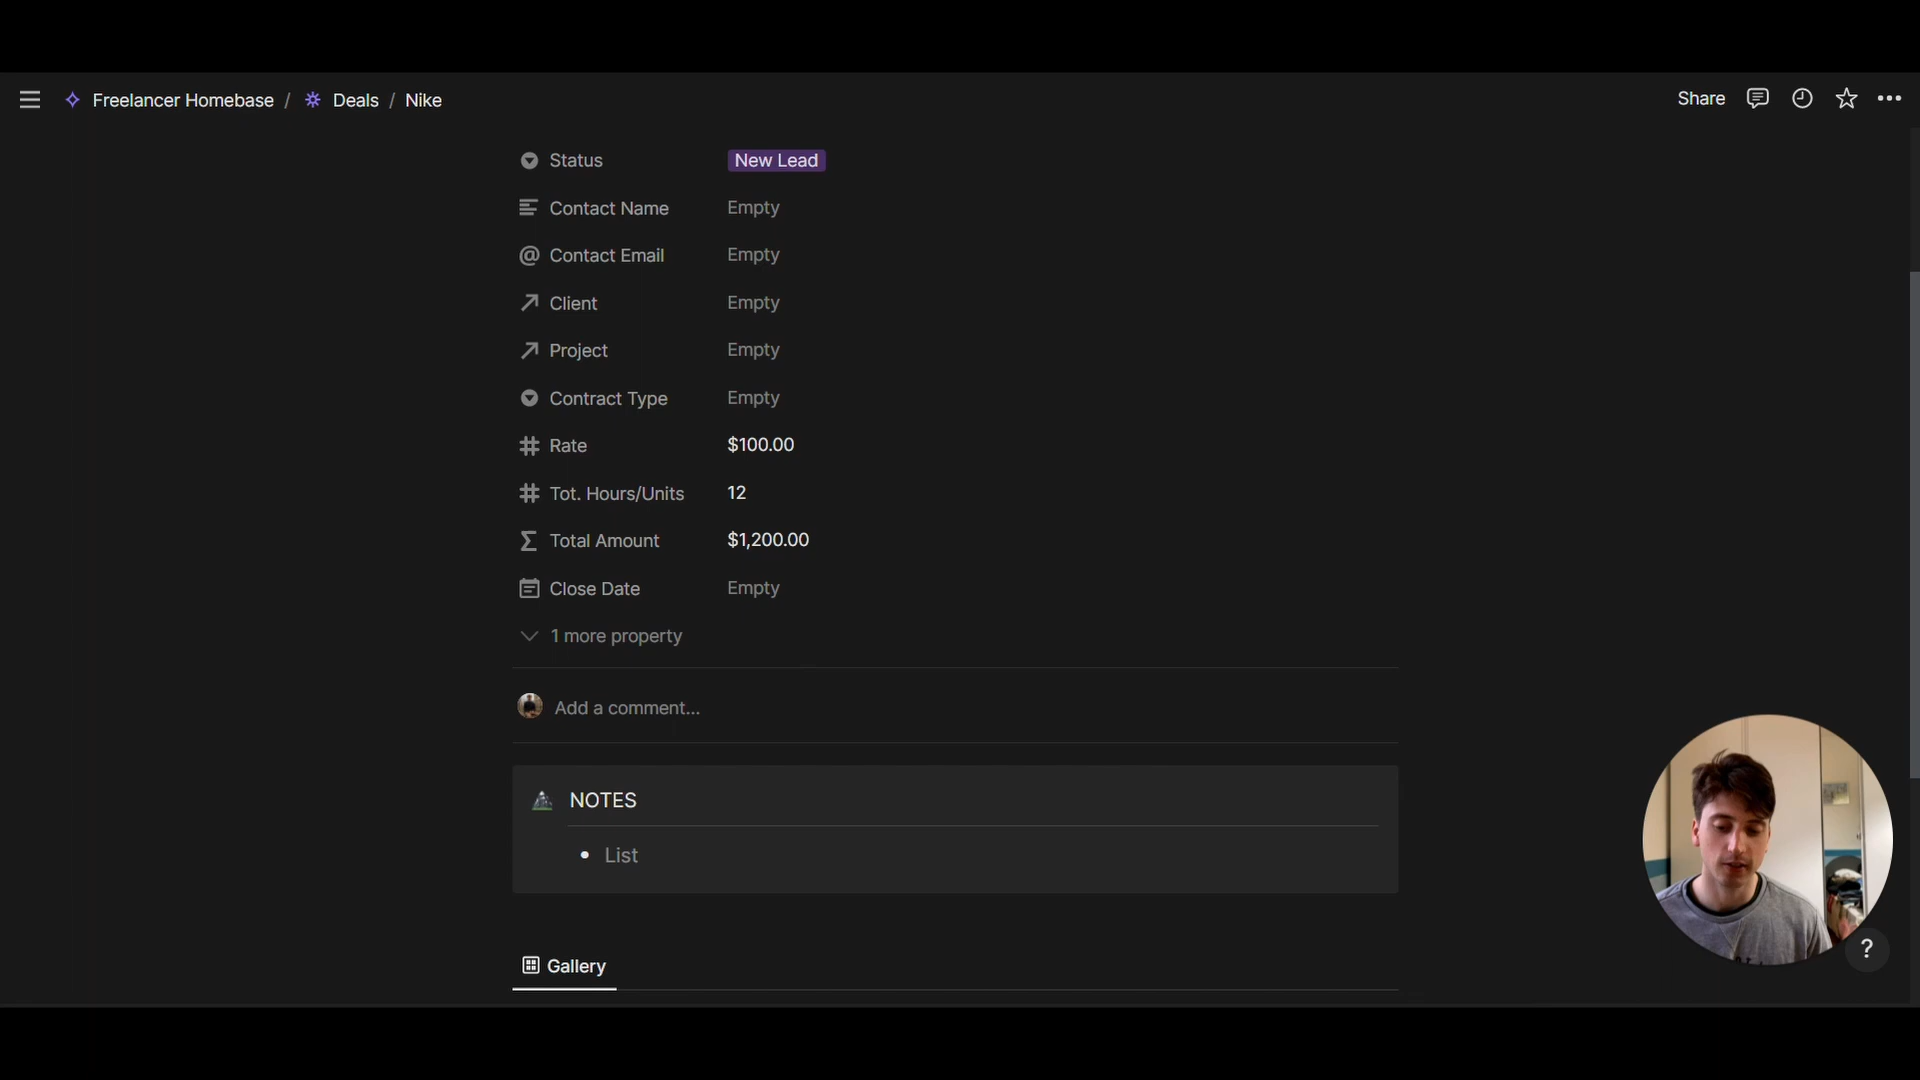 Freelancer Homebase / Deals / Nike
Share
Status New Lead
Contact Name Empty
Contact Email Empty
Client Empty
Project Empty
Contract Type Empty
Rate $100.00
Tot. Hours/Units 12
Total Amount $1,200.00
Close Date Empty
1 more property
Add a comment...
NOTES
• List
Gallery
?